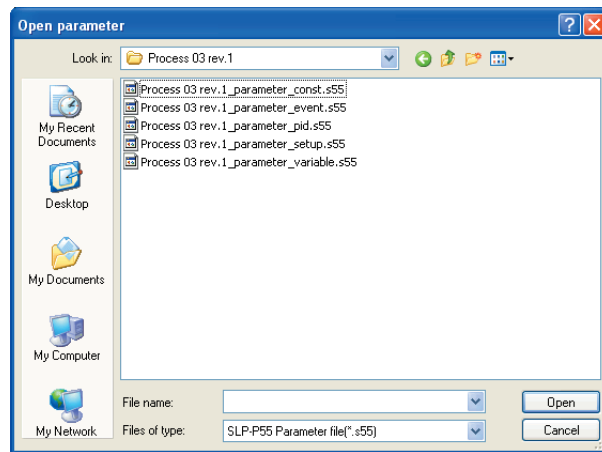 Open parameter
Look in: Process 03 rev.1
Process 03 rev.1_parameter_const.s55
Process 03 rev.1_parameter_event.s55
Process 03 rev.1_parameter_pid.s55
Process 03 rev.1_parameter_setup.s55
Process 03 rev.1_parameter_variable.s55
My Recent
Documents
Desktop
My Documents
My Computer
My Network
File name:
Open
Files of type: SLP-P55 Parameter file(*.s55)
Cancel